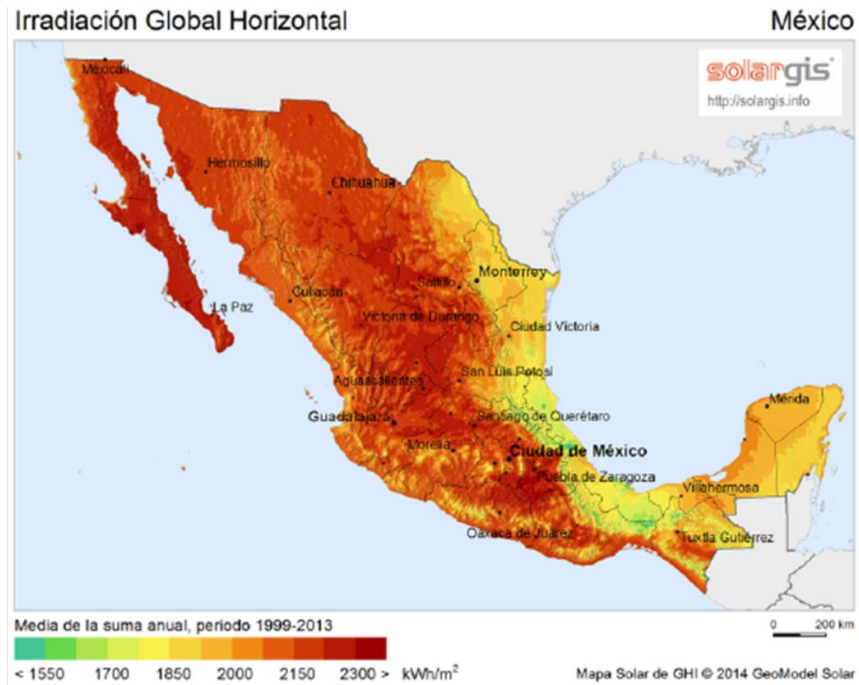 Irradiación Global Horizontal
México
solargis
http://solargis.info
Méxicali
Hermosillo
Chihuahua
Monterrey
Saltillo
Culiacán
La Paz
Victoria de Durango
Ciudad Victoria
San Luis Potosí
Aguascalientes
Mérida
Guadalajara
Santiago de Querétaro
Morelia
Ciudad de México
Puebla de Zaragoza
Villahermosa
Oaxaca de Juárez
Tuxtla Gutiérrez
Media de la suma anual, periodo 1999-2013
0 200 km
< 1550 1700 1850 2000 2150 2300 > kWh/m²
Mapa Solar de GHI © 2014 GeoModel Solar